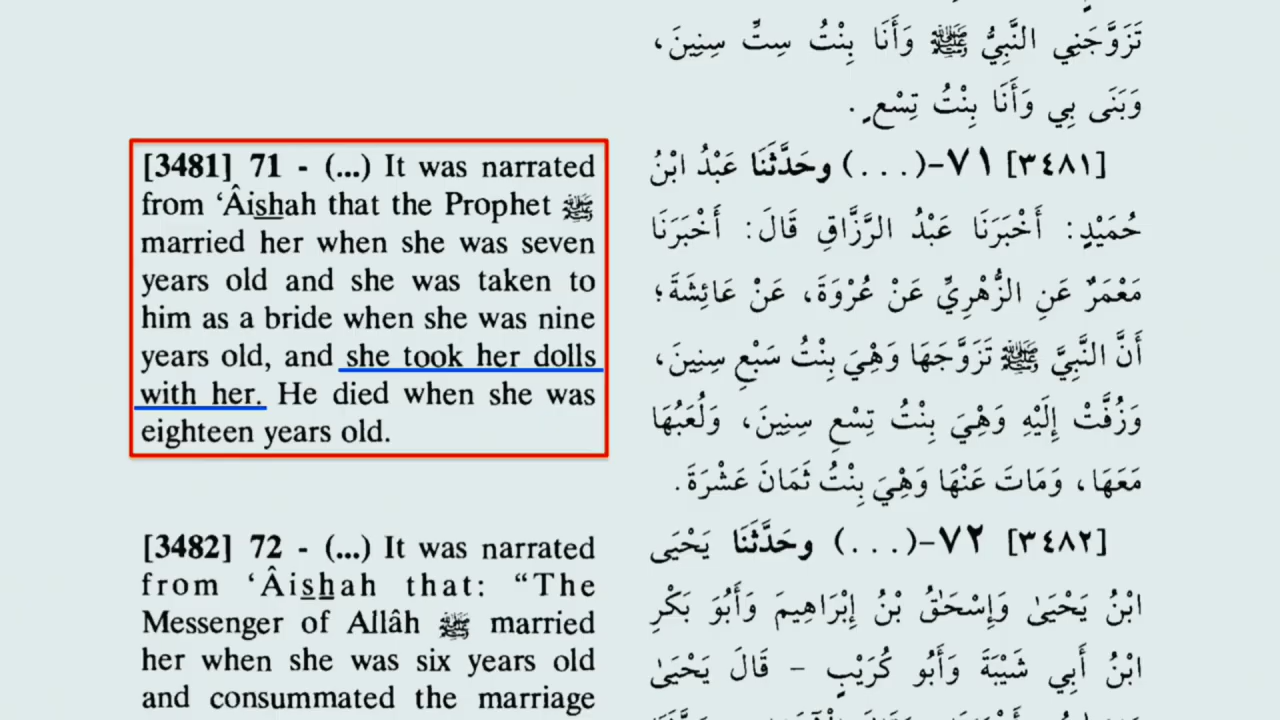 [3481] 71 - (...) It was narrated
from ‘Âishah that the Prophet ﷺ
married her when she was seven
years old and she was taken to
him as a bride when she was nine
years old, and she took her dolls
with her. He died when she was
eighteen years old.
[3482] 72 - (...) It was narrated
from ‘Âishah that: “The
Messenger of Allâh ﷺ married
her when she was six years old
and consummated the marriage
تَزَوَّجَنِي النَّبِيُّ ﷺ وَأَنَا بِنْتُ سِتِّ سِنِينَ،
وَبَنَى بِي وَأَنَا بِنْتُ تِسْعٍ.
[٣٤٨١] ٧١-(...) وحَدَّثَنَا عَبْدُ ابْنُ
حُمَيْدٍ: أَخْبَرَنَا عَبْدُ الرَّزَّاقِ قَالَ: أَخْبَرَنَا
مَعْمَرٌ عَنِ الزُّهْرِيِّ عَنْ عُرْوَةَ، عَنْ عَائِشَةَ؛
أَنَّ النَّبِيَّ ﷺ تَزَوَّجَهَا وَهْيَ بِنْتُ سَبْعِ سِنِينَ،
وَزُفَّتْ إِلَيْهِ وَهْيَ بِنْتُ تِسْعِ سِنِينَ، وَلُعَبُهَا
مَعَهَا، وَمَاتَ عَنْهَا وَهْيَ بِنْتُ ثَمَانَ عَشْرَةَ.
[٣٤٨٢] ٧٢-(...) وحَدَّثَنَا يَحْيَى
ابْنُ يَحْيَىٰ وَإِسْحَٰقُ بْنُ إِبْرَاهِيمَ وَأَبُو بَكْرِ
ابْنُ أَبِي شَيْبَةَ وَأَبُو كُرَيْبٍ – قَالَ يَحْيَىٰ